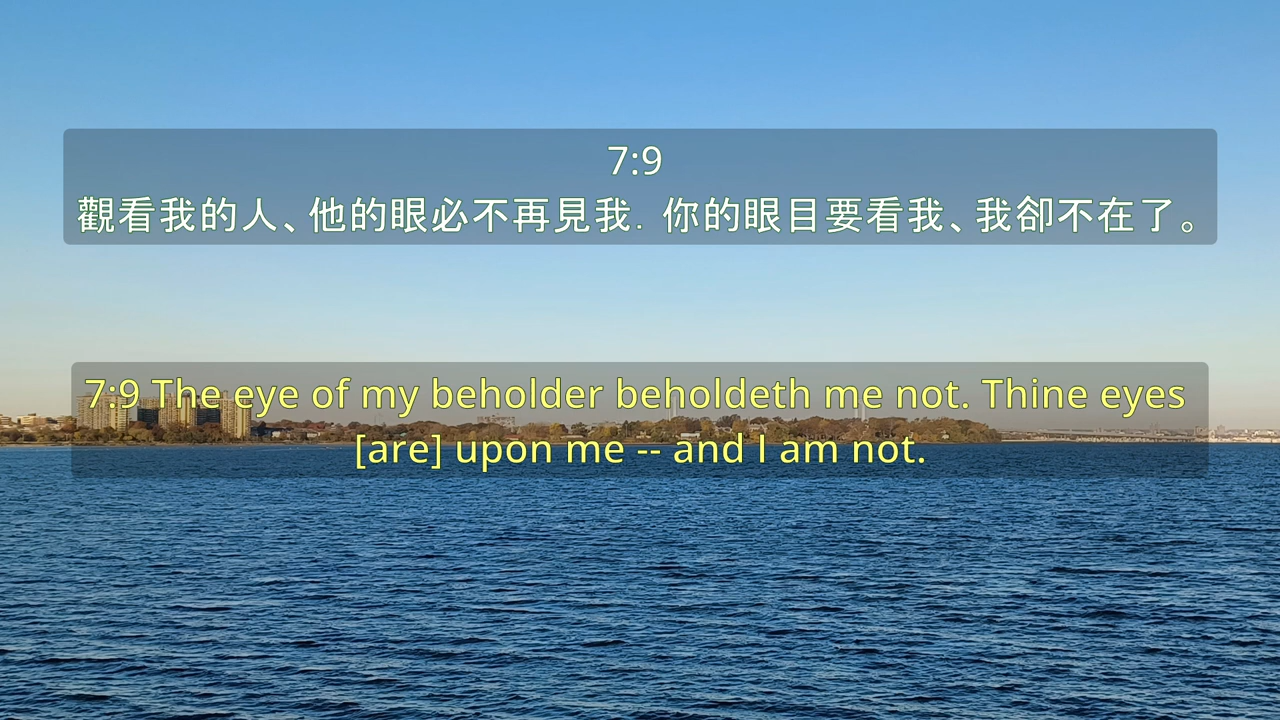 7:9
觀看我的人、他的眼必不再見我. 你的眼目要看我、我卻不在了。
7:9 The eye of my beholder beholdeth me not. Thine eyes
[are] upon me -- and I am not.